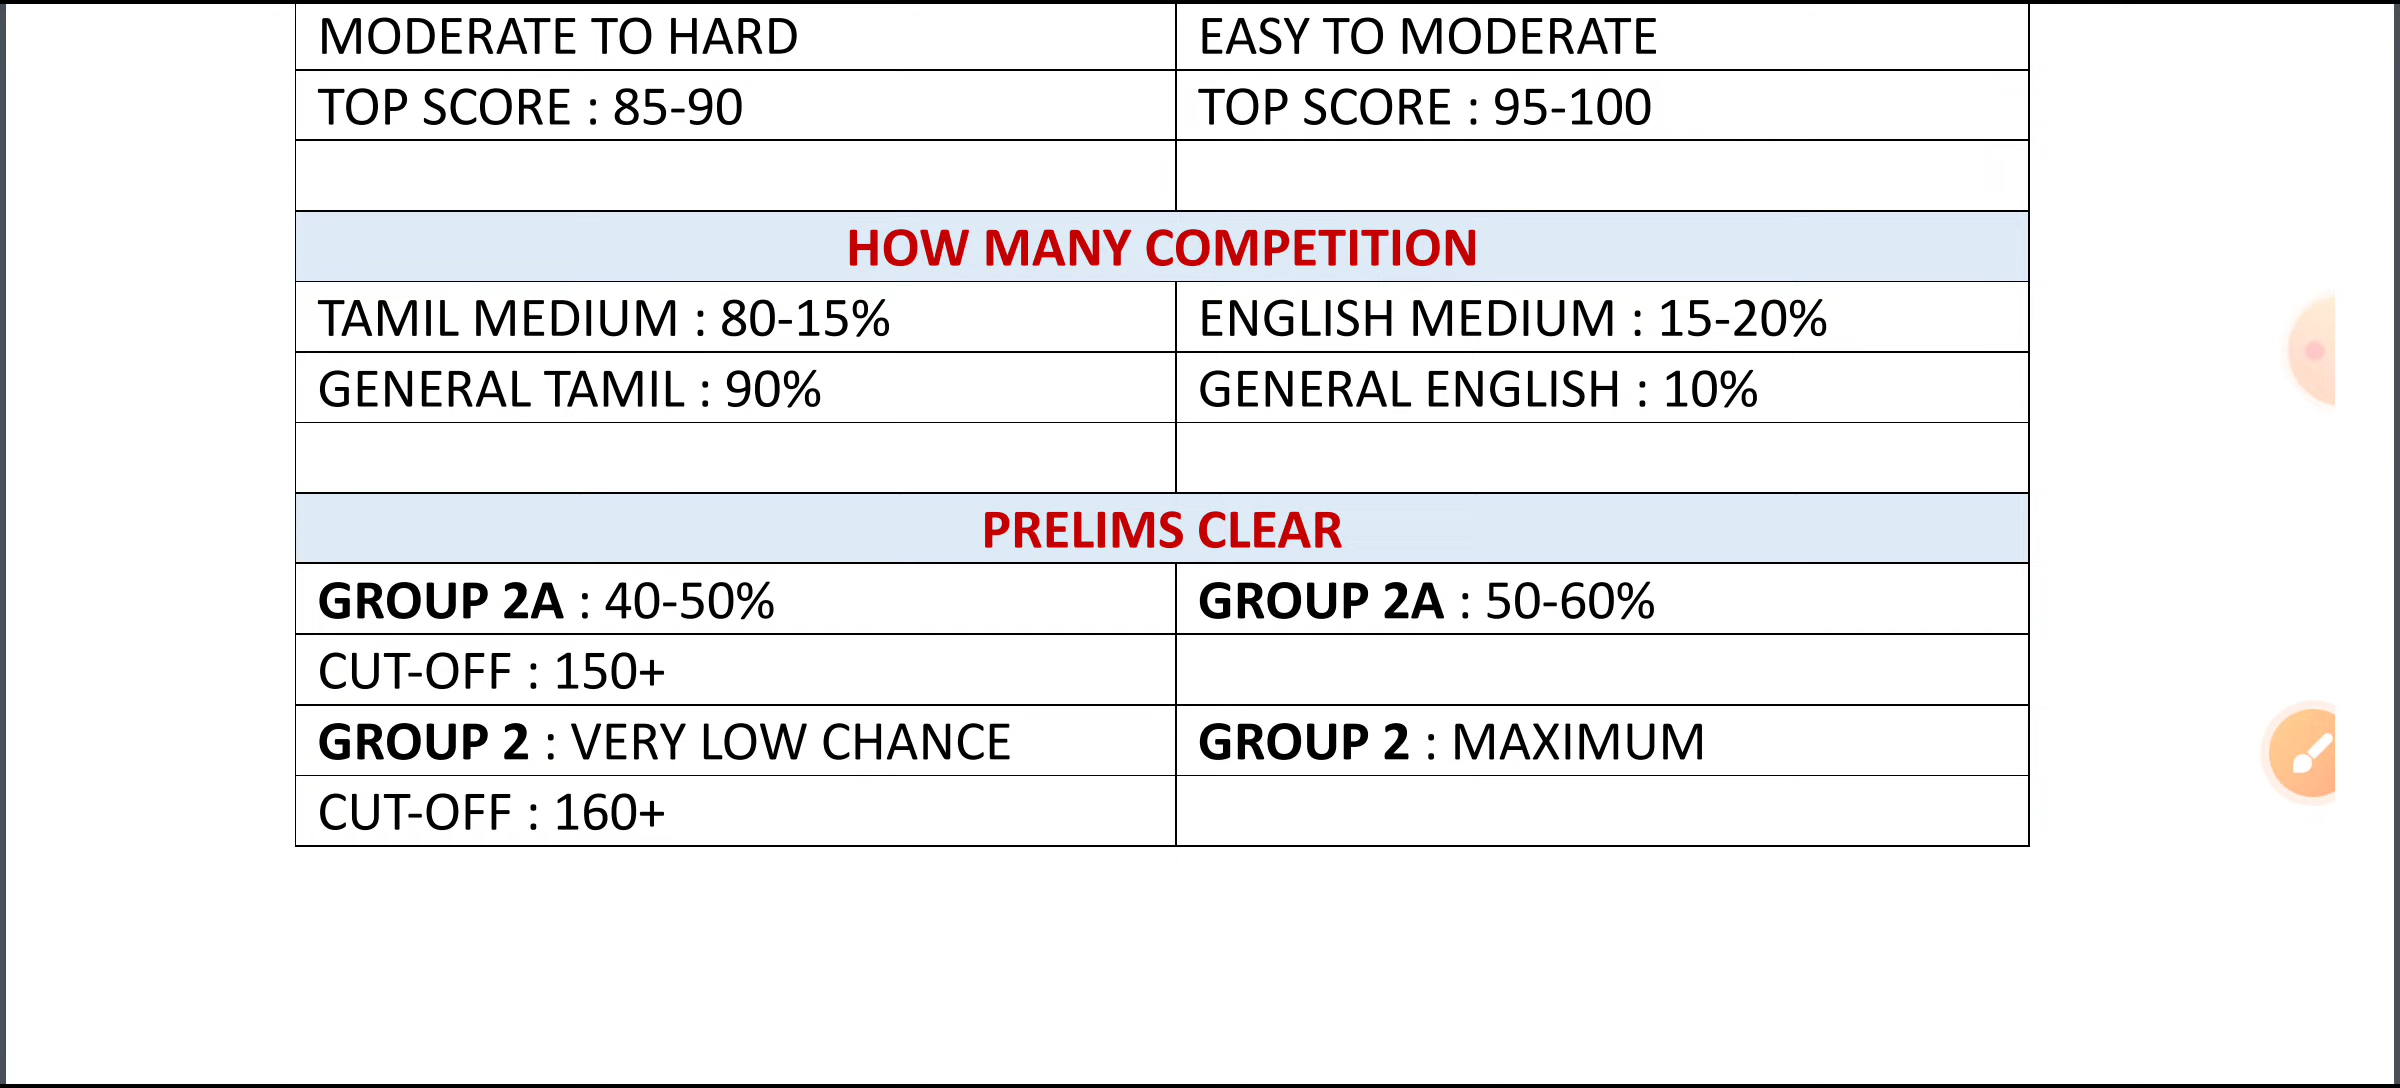 MODERATE TO HARD
EASY TO MODERATE
TOP SCORE : 85-90
TOP SCORE : 95-100
HOW MANY COMPETITION
TAMIL MEDIUM : 80-15%
ENGLISH MEDIUM : 15-20%
GENERAL TAMIL : 90%
GENERAL ENGLISH : 10%
PRELIMS CLEAR
GROUP 2A : 40-50%
GROUP 2A : 50-60%
CUT-OFF : 150+
GROUP 2 : VERY LOW CHANCE
GROUP 2 : MAXIMUM
CUT-OFF : 160+